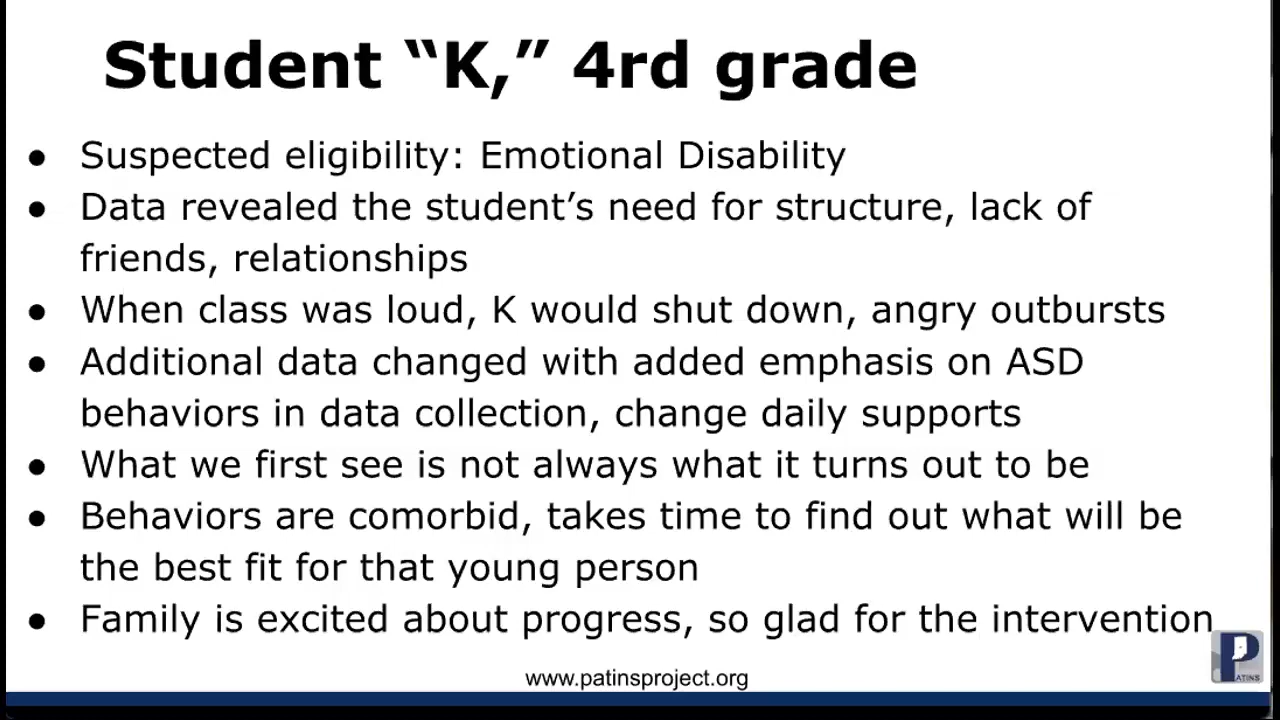 Student “K,” 4rd grade
● Suspected eligibility: Emotional Disability
● Data revealed the student’s need for structure, lack of
friends, relationships
● When class was loud, K would shut down, angry outbursts
● Additional data changed with added emphasis on ASD
behaviors in data collection, change daily supports
● What we first see is not always what it turns out to be
● Behaviors are comorbid, takes time to find out what will be
the best fit for that young person
● Family is excited about progress, so glad for the intervention
PATINS
www.patinsproject.org